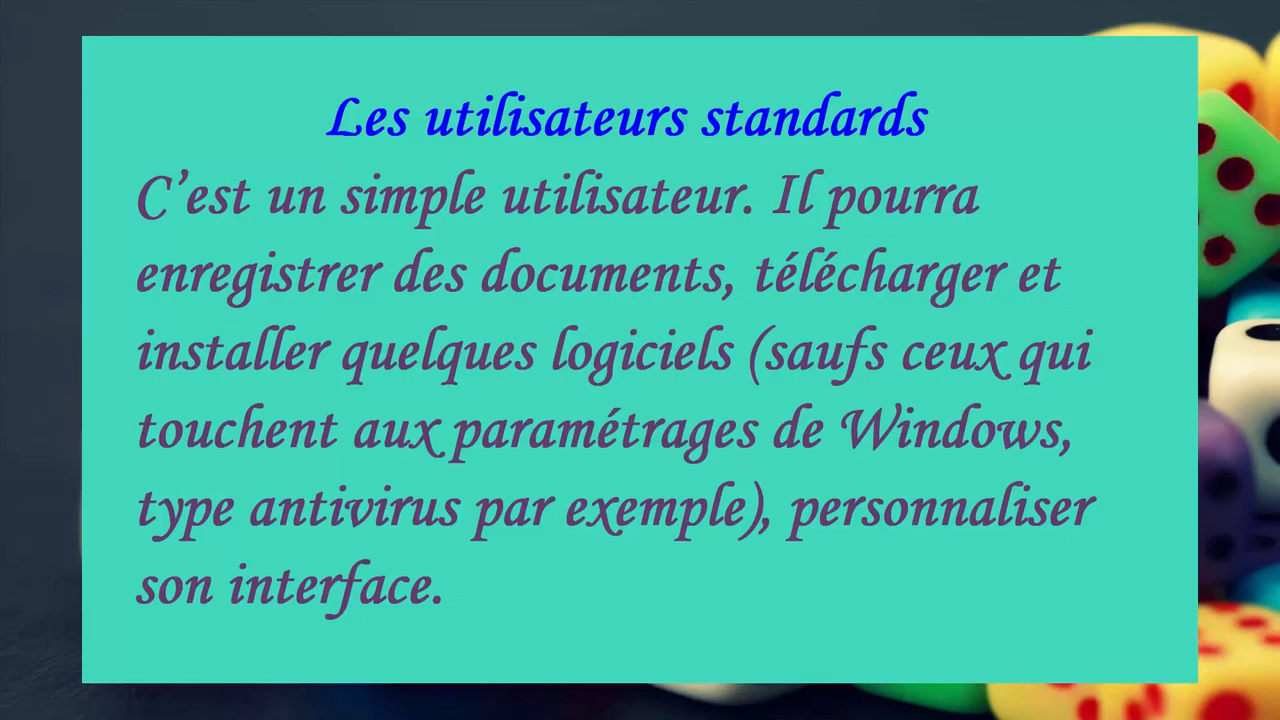 Les utilisateurs standards
C’est un simple utilisateur. Il pourra
enregistrer des documents, télécharger et
installer quelques logiciels (saufs ceux qui
touchent aux paramétrages de Windows,
type antivirus par exemple), personnaliser
son interface.